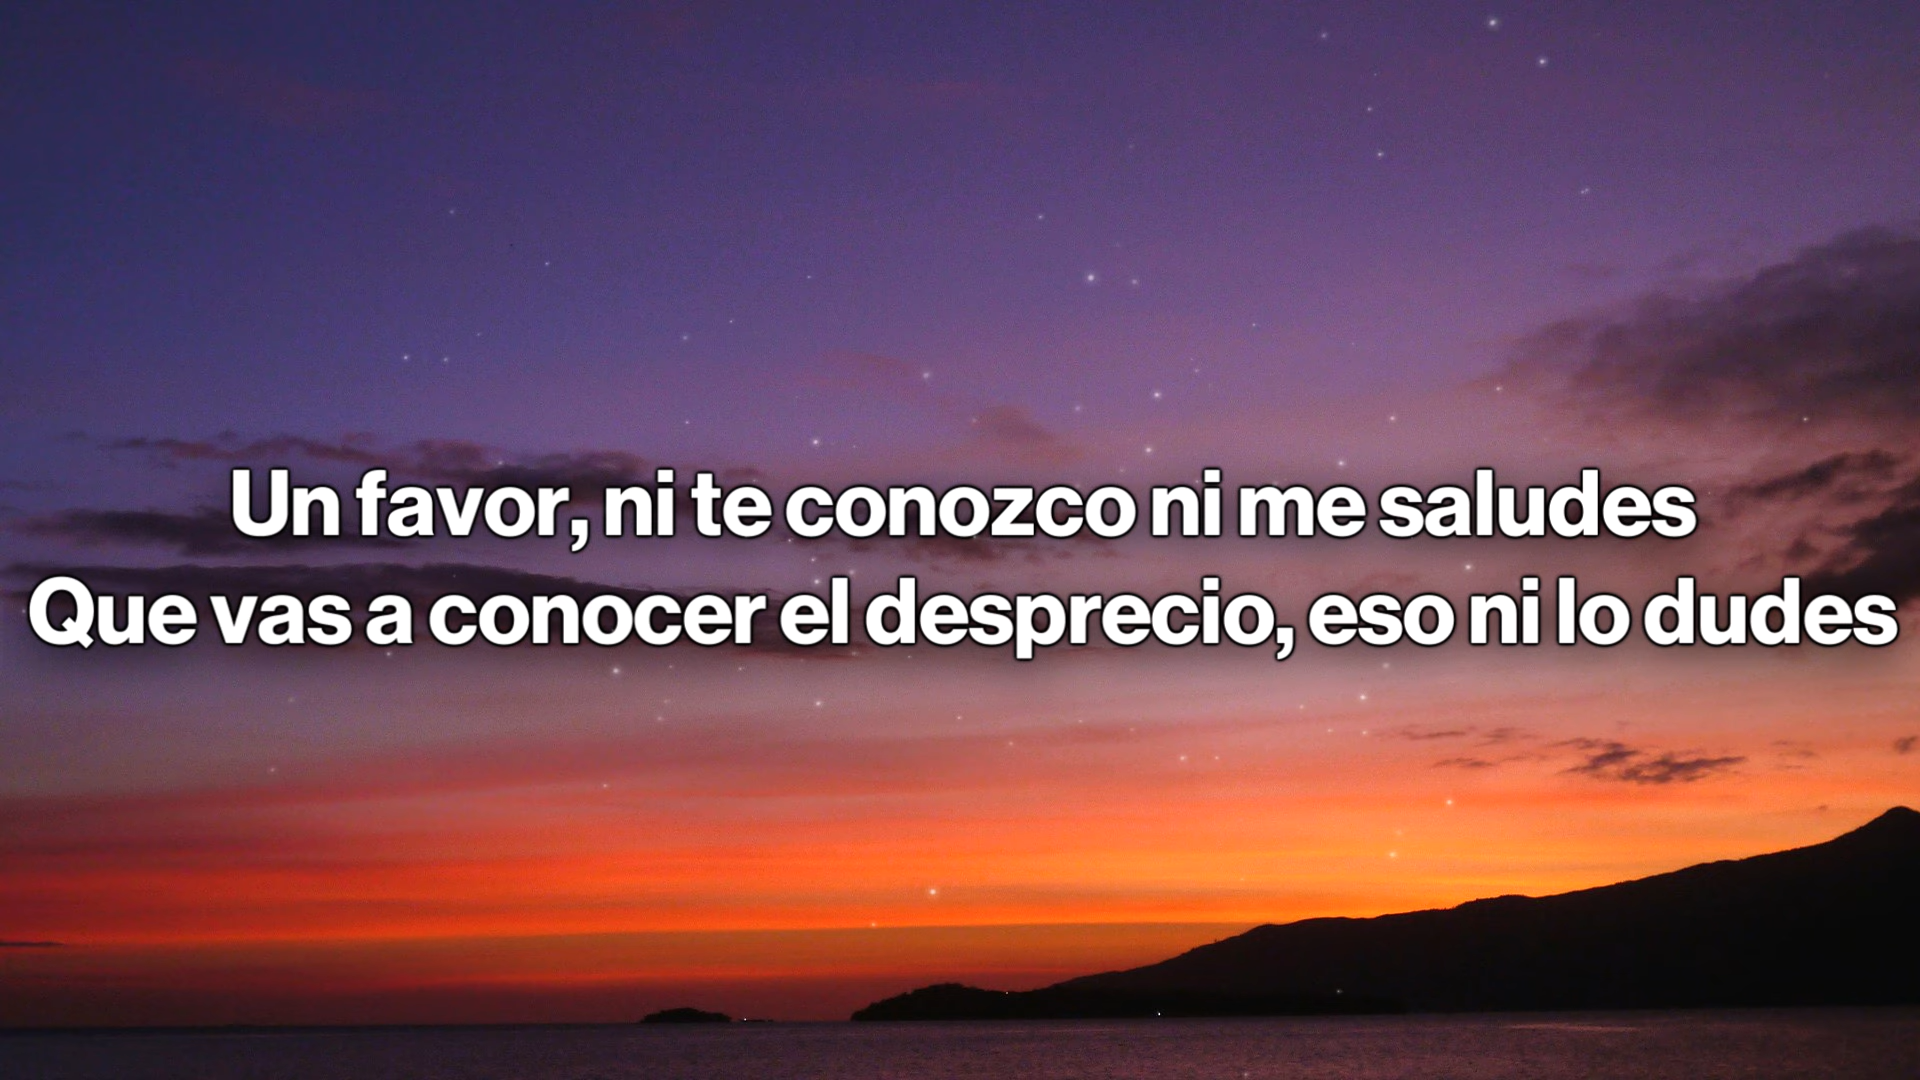 Un favor, ni te conozco ni me saludes
Que vas a conocer el desprecio, eso ni lo dudes